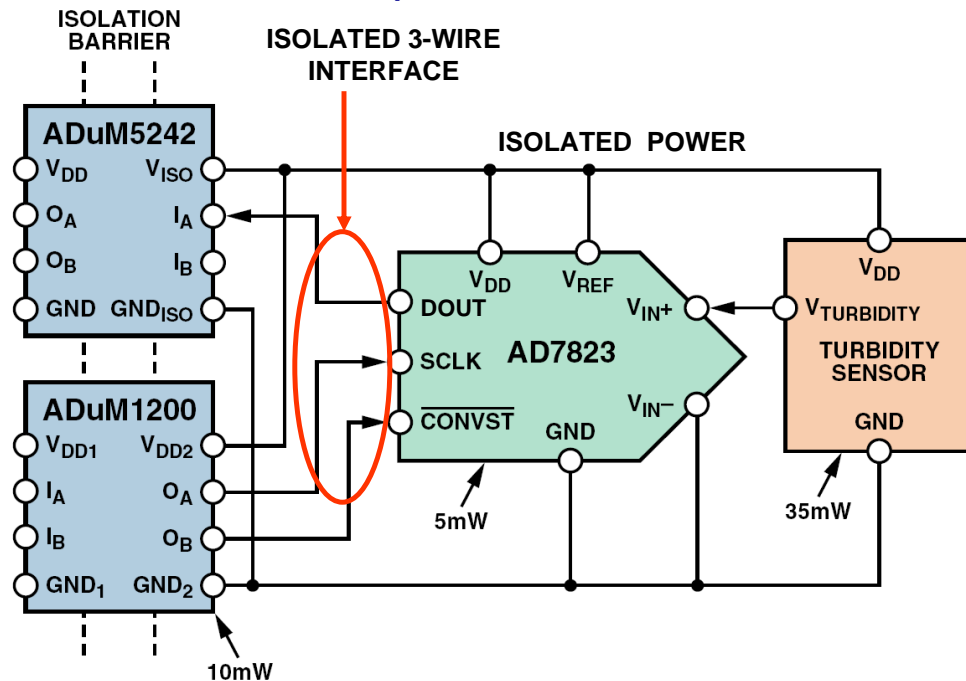 ISOLATION
BARRIER
ISOLATED 3-WIRE
INTERFACE
ISOLATED POWER
ADuM5242
VDD
VISO
OA
IA
OB
IB
GND
GNDISO
ADuM1200
VDD1
VDD2
IA
OA
IB
OB
GND1
GND2
10mW
VDD
VREF
DOUT
VIN+
SCLK
AD7823
CONVST
VIN–
GND
5mW
VDD
VTURBIDITY
TURBIDITY
SENSOR
GND
35mW